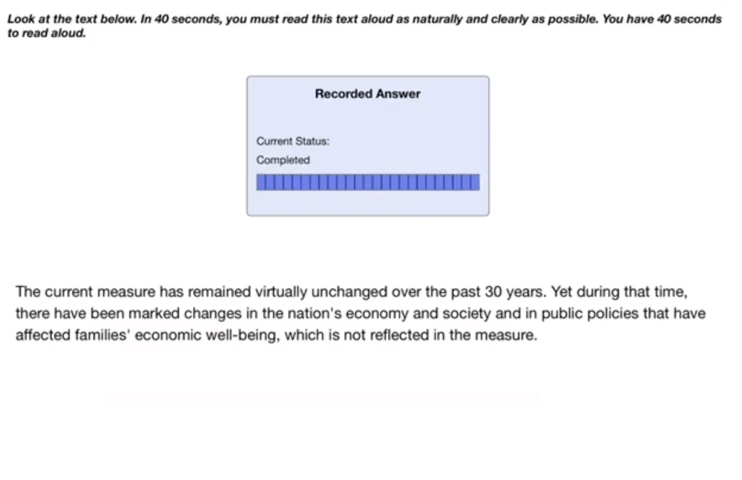 Look at the text below. In 40 seconds, you must read this text aloud as naturally and clearly as possible. You have 40 seconds
to read aloud.
Recorded Answer
Current Status:
Completed
The current measure has remained virtually unchanged over the past 30 years. Yet during that time,
there have been marked changes in the nation's economy and society and in public policies that have
affected families' economic well-being, which is not reflected in the measure.